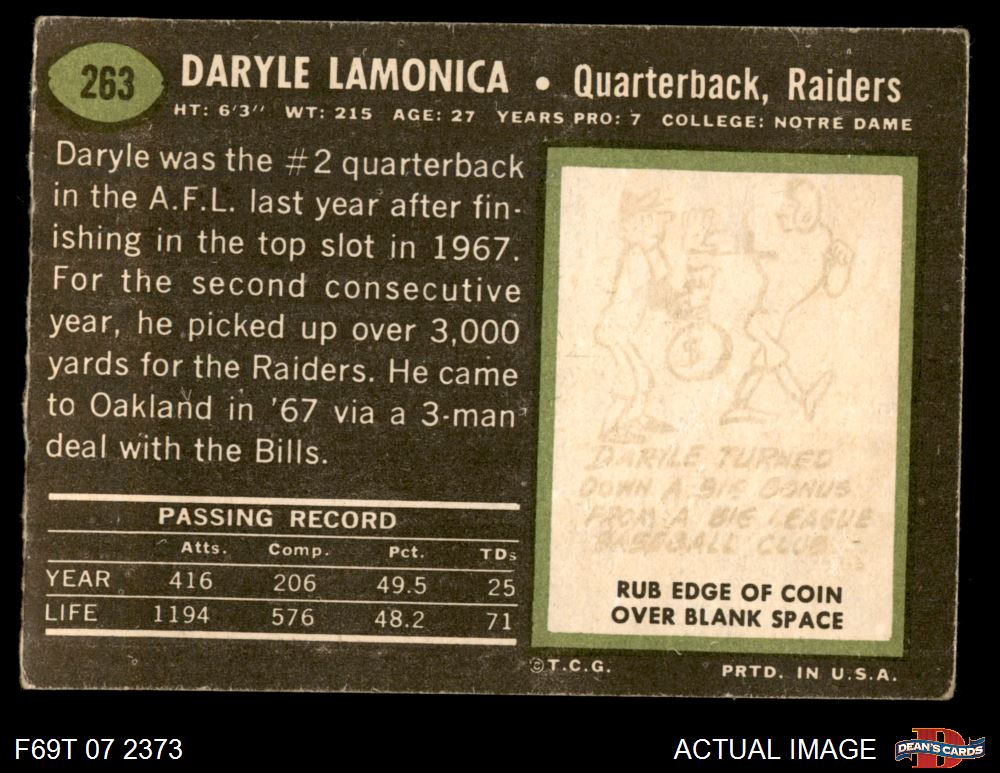 263
DARYLE LAMONICA • Quarterback, Raiders
HT: 6'3'' WT: 215 AGE: 27 YEARS PRO: 7 COLLEGE: NOTRE DAME
Daryle was the #2 quarterback
in the A.F.L. last year after fin-
ishing in the top slot in 1967.
For the second consecutive
year, he picked up over 3,000
yards for the Raiders. He came
to Oakland in '67 via a 3-man
deal with the Bills.
PASSING RECORD
Atts. Comp. Pct. TDs
YEAR 416 206 49.5 25
LIFE 1194 576 48.2 71
$
DARYLE TURNED
DOWN A BIG BONUS
FROM A BIG LEAGUE
BASEBALL CLUB
RUB EDGE OF COIN
OVER BLANK SPACE
©T.C.G. PRTD. IN U.S.A.
F69T 07 2373 ACTUAL IMAGE
D
DEAN'S CARDS